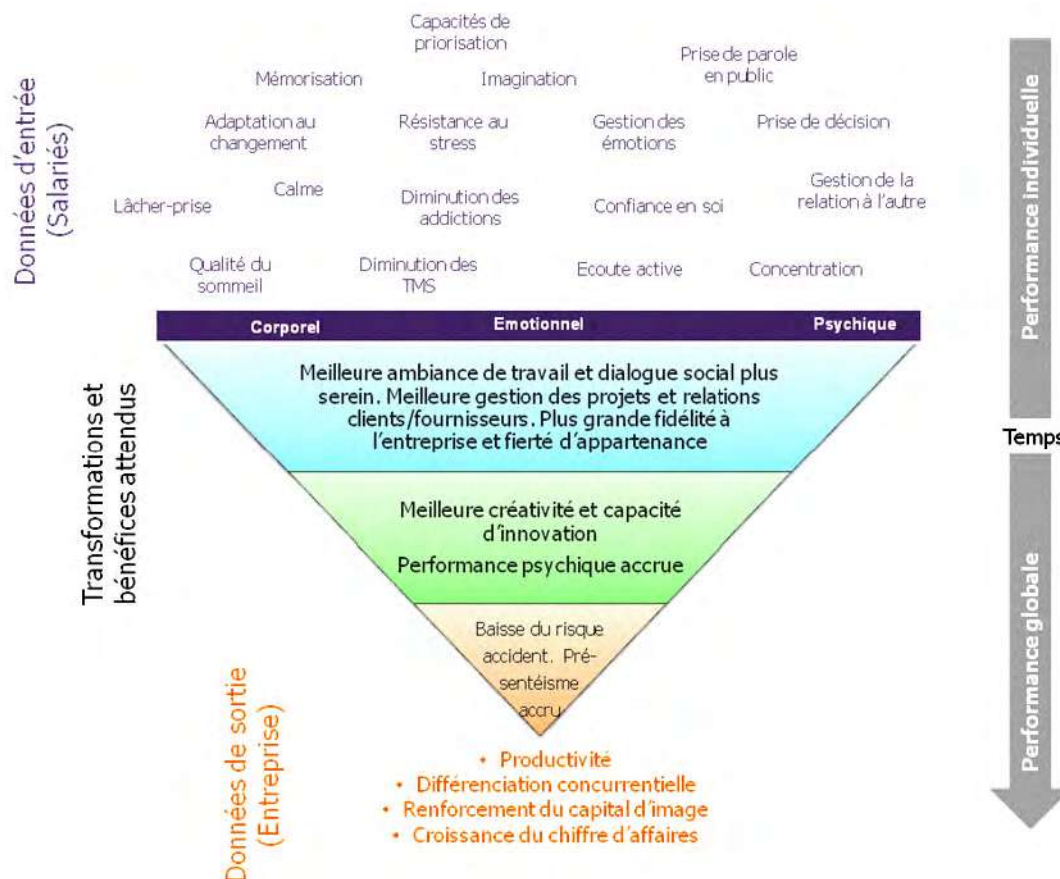 Données d'entrée
(Salariés)
Capacités de
priorisation
Mémorisation
Imagination
Prise de parole
en public
Adaptation au
changement
Résistance au
stress
Gestion des
émotions
Prise de décision
Lâcher-prise
Calme
Diminution des
addictions
Confiance en soi
Gestion de la
relation à l'autre
Qualité du
sommeil
Diminution des
TMS
Ecoute active
Concentration
Performance individuelle
Corporel
Emotionnel
Psychique
Transformations et
bénéfices attendus
Meilleure ambiance de travail et dialogue social plus
serein. Meilleure gestion des projets et relations
clients/fournisseurs. Plus grande fidélité à
l'entreprise et fierté d'appartenance
Temps
Meilleure créativité et capacité
d'innovation
Performance psychique accrue
Baisse du risque
accident. Pré-
sentéisme
accru
Performance globale
Données de sortie
(Entreprise)
• Productivité
• Différenciation concurrentielle
• Renforcement du capital d'image
• Croissance du chiffre d'affaires